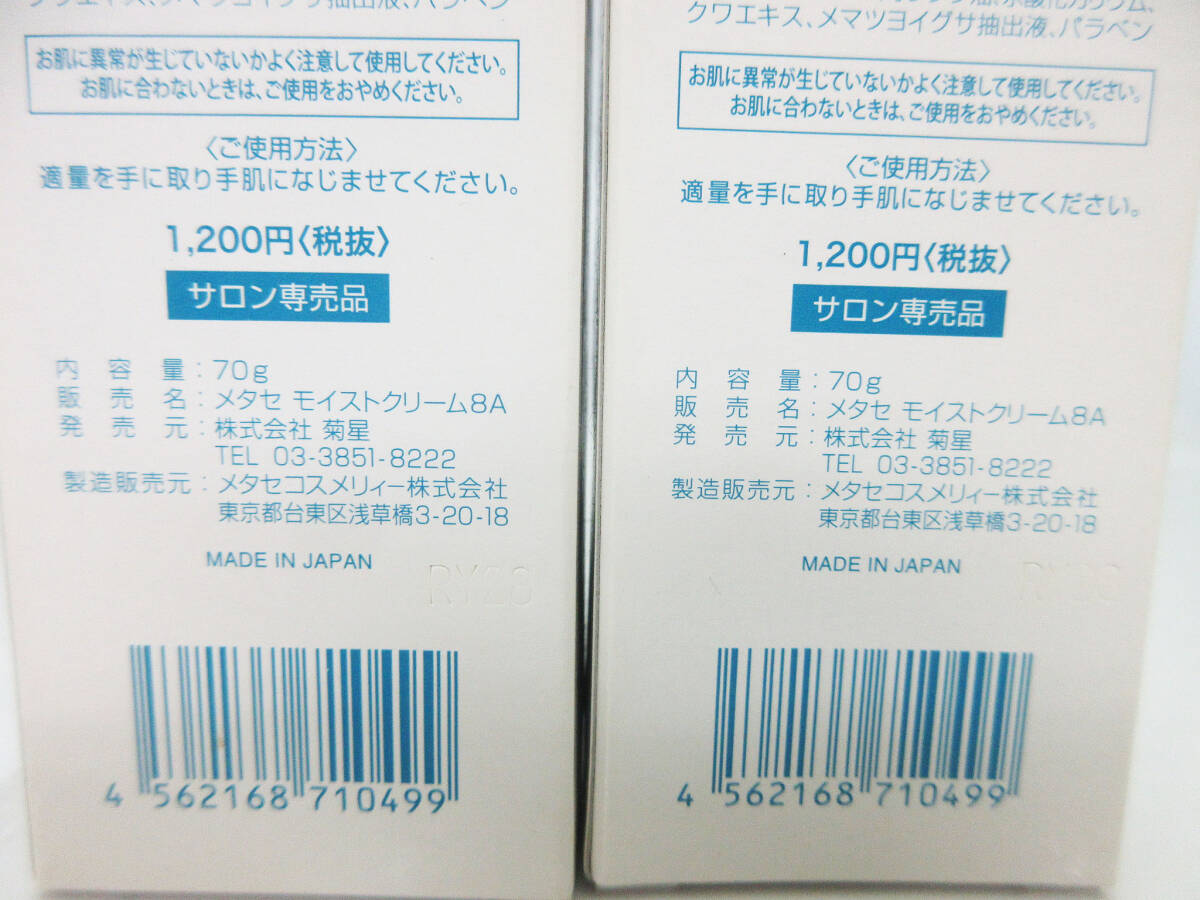 お肌に異常が生じていないかよく注意して使用してください。
お肌に合わないときは、ご使用をおやめください。
〈ご使用方法〉
適量を手に取り手肌になじませてください。
1,200円〈税抜〉
サロン専売品
内容量：70g
販売名：メタセ モイストクリーム8A
発売元：株式会社 菊星
TEL 03-3851-8222
製造販売元：メタセコスメリィー株式会社
東京都台東区浅草橋3-20-18
MADE IN JAPAN
4 562168 710499
クワエキス、メマツヨイグサ抽出液、パラベン
お肌に異常が生じていないかよく注意して使用してください。
お肌に合わないときは、ご使用をおやめください。
〈ご使用方法〉
適量を手に取り手肌になじませてください。
1,200円〈税抜〉
サロン専売品
内容量：70g
販売名：メタセ モイストクリーム8A
発売元：株式会社 菊星
TEL 03-3851-8222
製造販売元：メタセコスメリィー株式会社
東京都台東区浅草橋3-20-18
MADE IN JAPAN
4 562168 710499